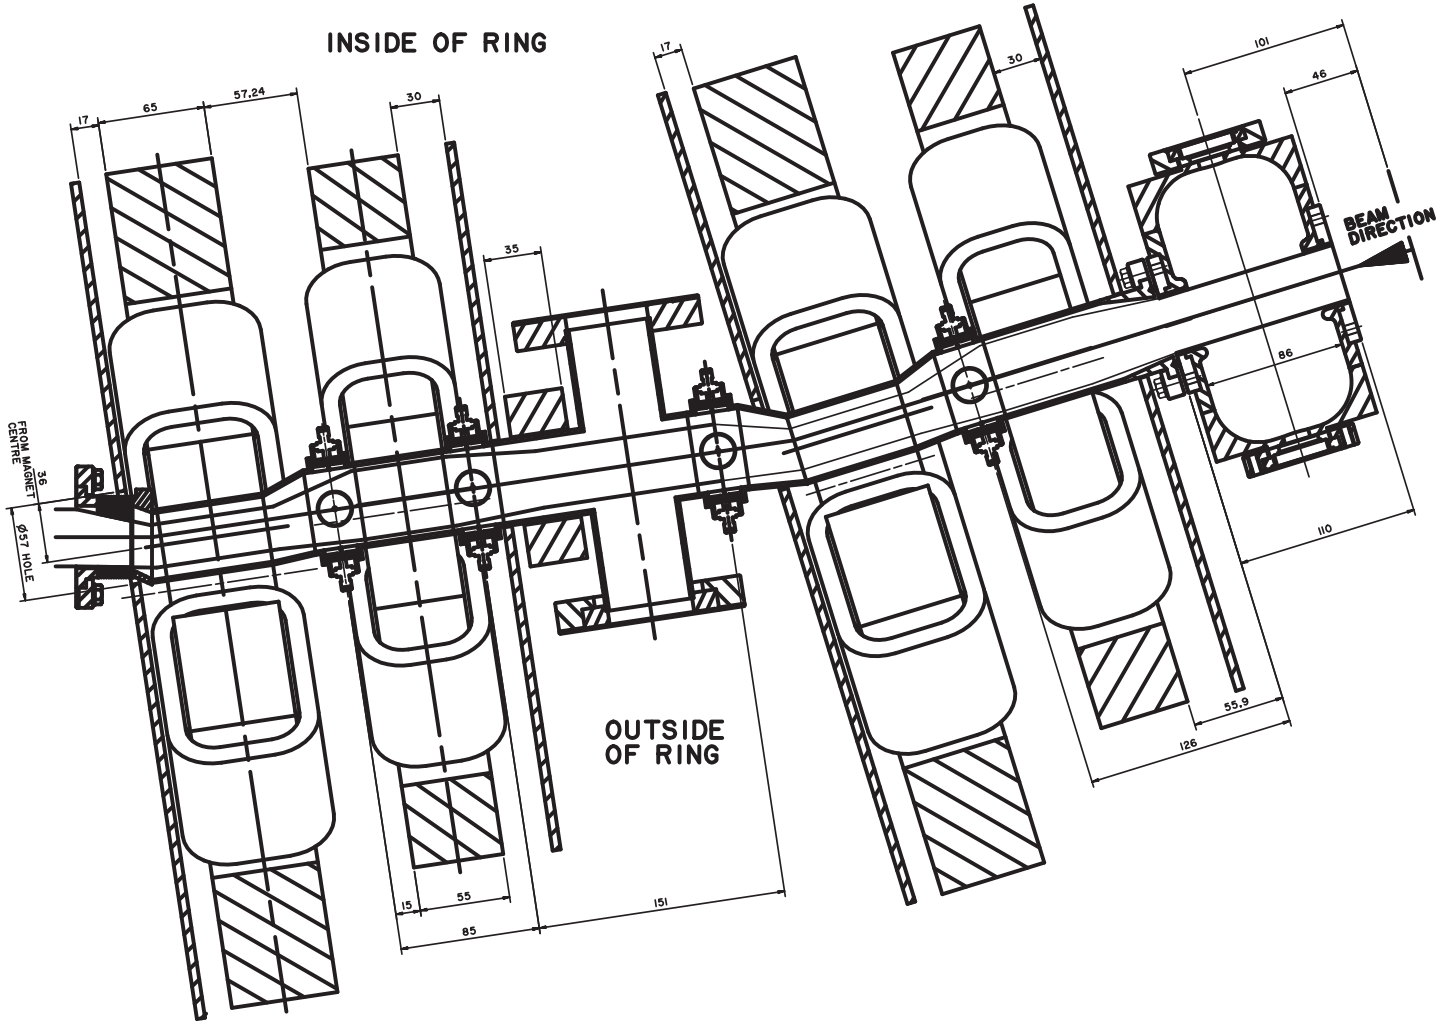 INSIDE OF RING
17
65
57,24
30
35
17
30
101
46
BEAM
DIRECTION
86
FROM MAGNET
CENTRE
36
Ø57 HOLE
110
55,9
126
OUTSIDE
OF RING
15
55
85
151